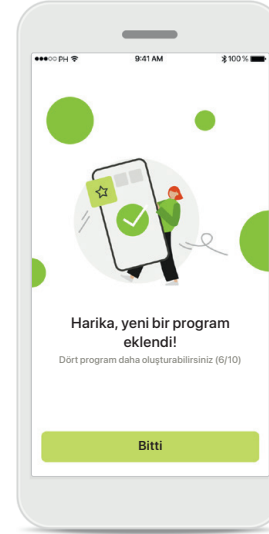 PH 9:41 AM 100 %
Harika, yeni bir program
eklendi!
Dört program daha oluşturabilirsiniz (6/10)
Bitti